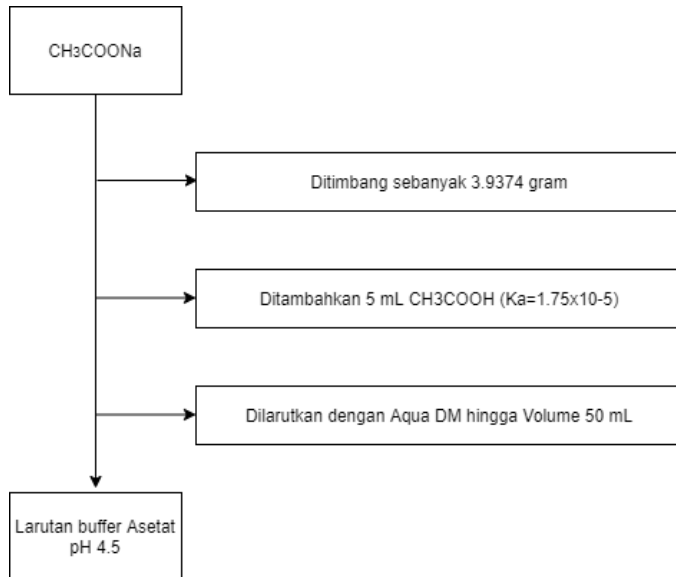 CH3COONa
Ditimbang sebanyak 3.9374 gram
Ditambahkan 5 mL CH3COOH (Ka=1.75x10-5)
Dilarutkan dengan Aqua DM hingga Volume 50 mL
Larutan buffer Asetat
pH 4.5